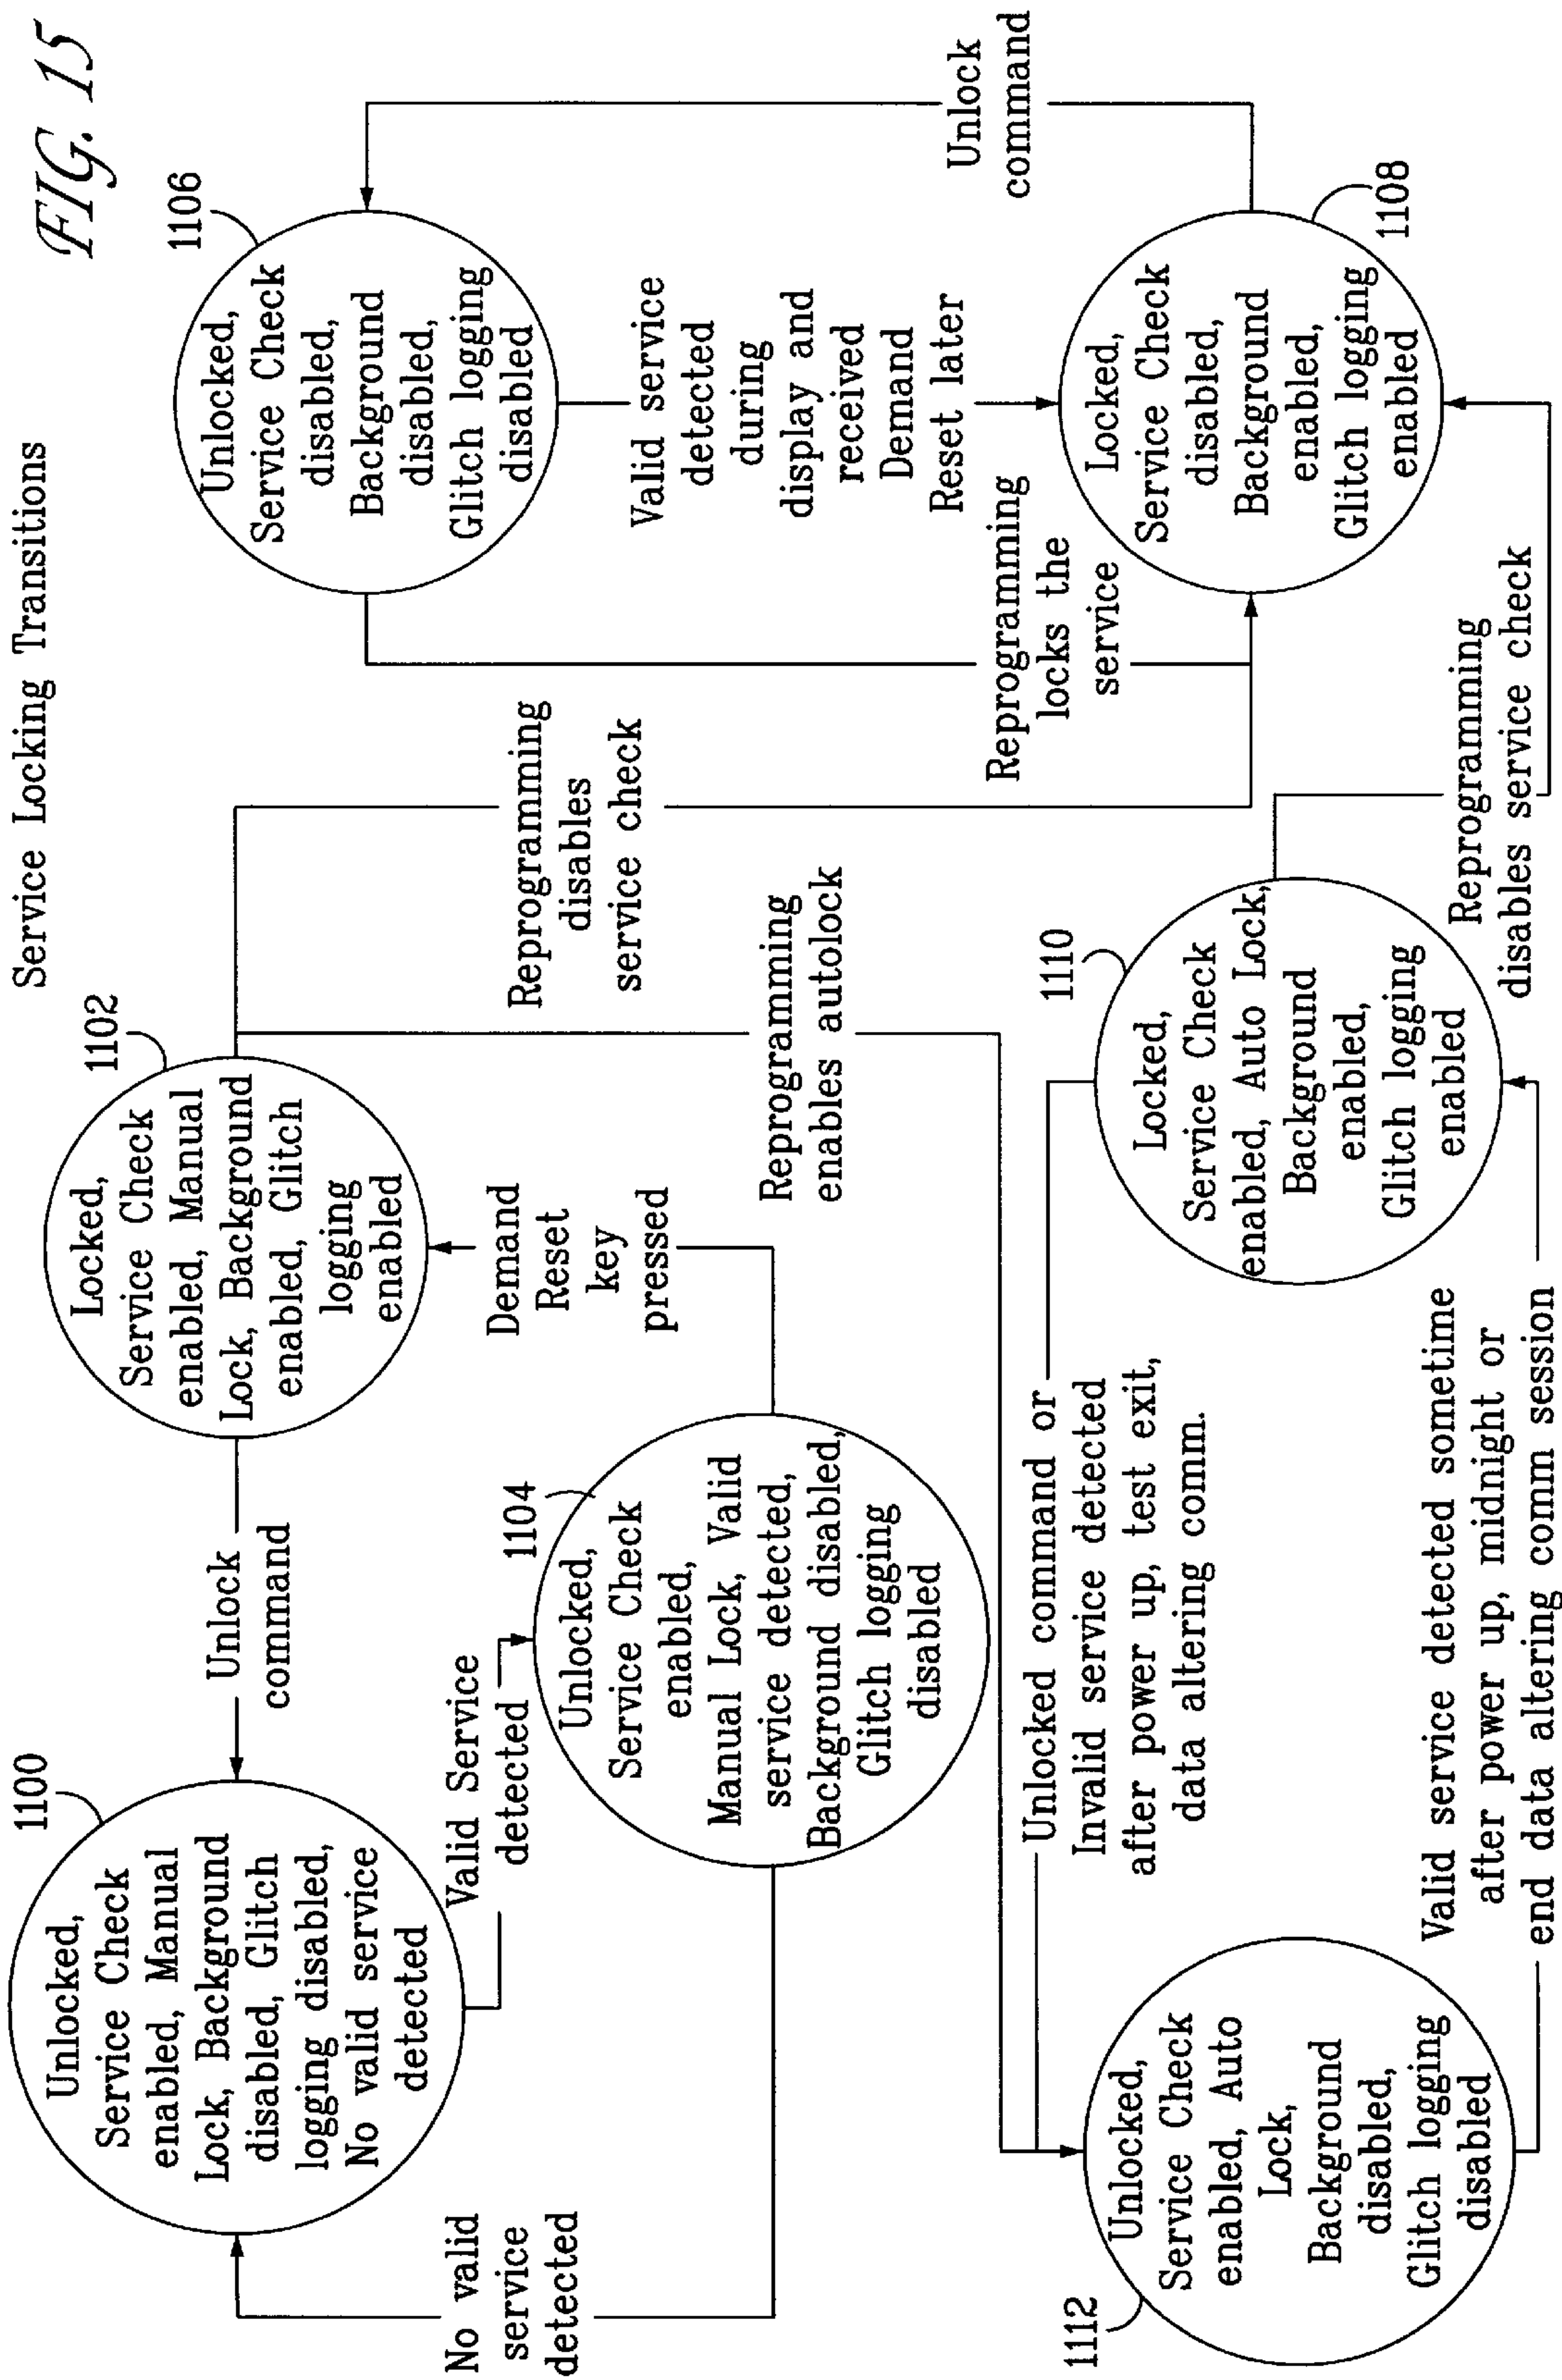 Service Locking Transitions
FIG. 15
1100
Unlocked,
Service Check
enabled, Manual
Lock, Background
disabled, Glitch
logging disabled,
No valid service
detected
Unlock
command
1102
Locked,
Service Check
enabled, Manual
Lock, Background
enabled, Glitch
logging
enabled
Reprogramming
disables
service check
1106
Unlocked,
Service Check
disabled,
Background
disabled,
Glitch logging
disabled
No valid
service
detected
Valid Service
detected
1104
Unlocked,
Service Check
enabled,
Manual Lock, Valid
service detected,
Background disabled,
Glitch logging
disabled
Demand
Reset
key
pressed
Reprogramming
enables autolock
Valid service
detected
during
display and
received
Demand
Reset later
Reprogramming
locks the
service
Unlock
command
1112
Unlocked,
Service Check
enabled, Auto
Lock,
Background
disabled,
Glitch logging
disabled
Unlocked command or
Invalid service detected
after power up, test exit,
data altering comm.
1110
Locked,
Service Check
enabled, Auto Lock,
Background
enabled,
Glitch logging
enabled
1108
Locked,
Service Check
disabled,
Background
enabled,
Glitch logging
enabled
Valid service detected sometime
after power up, midnight or
end data altering comm session
Reprogramming
disables service check